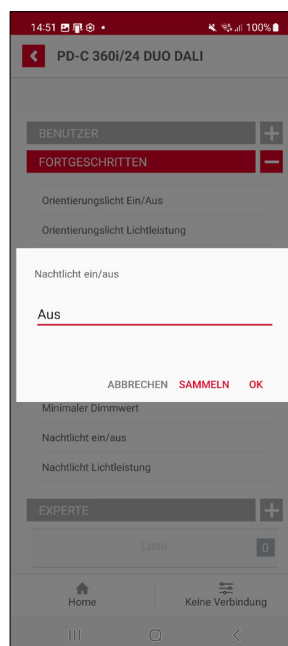 14:51 100%
PD-C 360i/24 DUO DALI
BENUTZER
FORTGESCHRITTEN
Orientierungslicht Ein/Aus
Orientierungslicht Lichtleistung
Nachtlicht ein/aus
Aus
ABBRECHEN SAMMELN OK
Minimaler Dimmwert
Nachtlicht ein/aus
Nachtlicht Lichtleistung
EXPERTE
Liste 0
Home Keine Verbindung